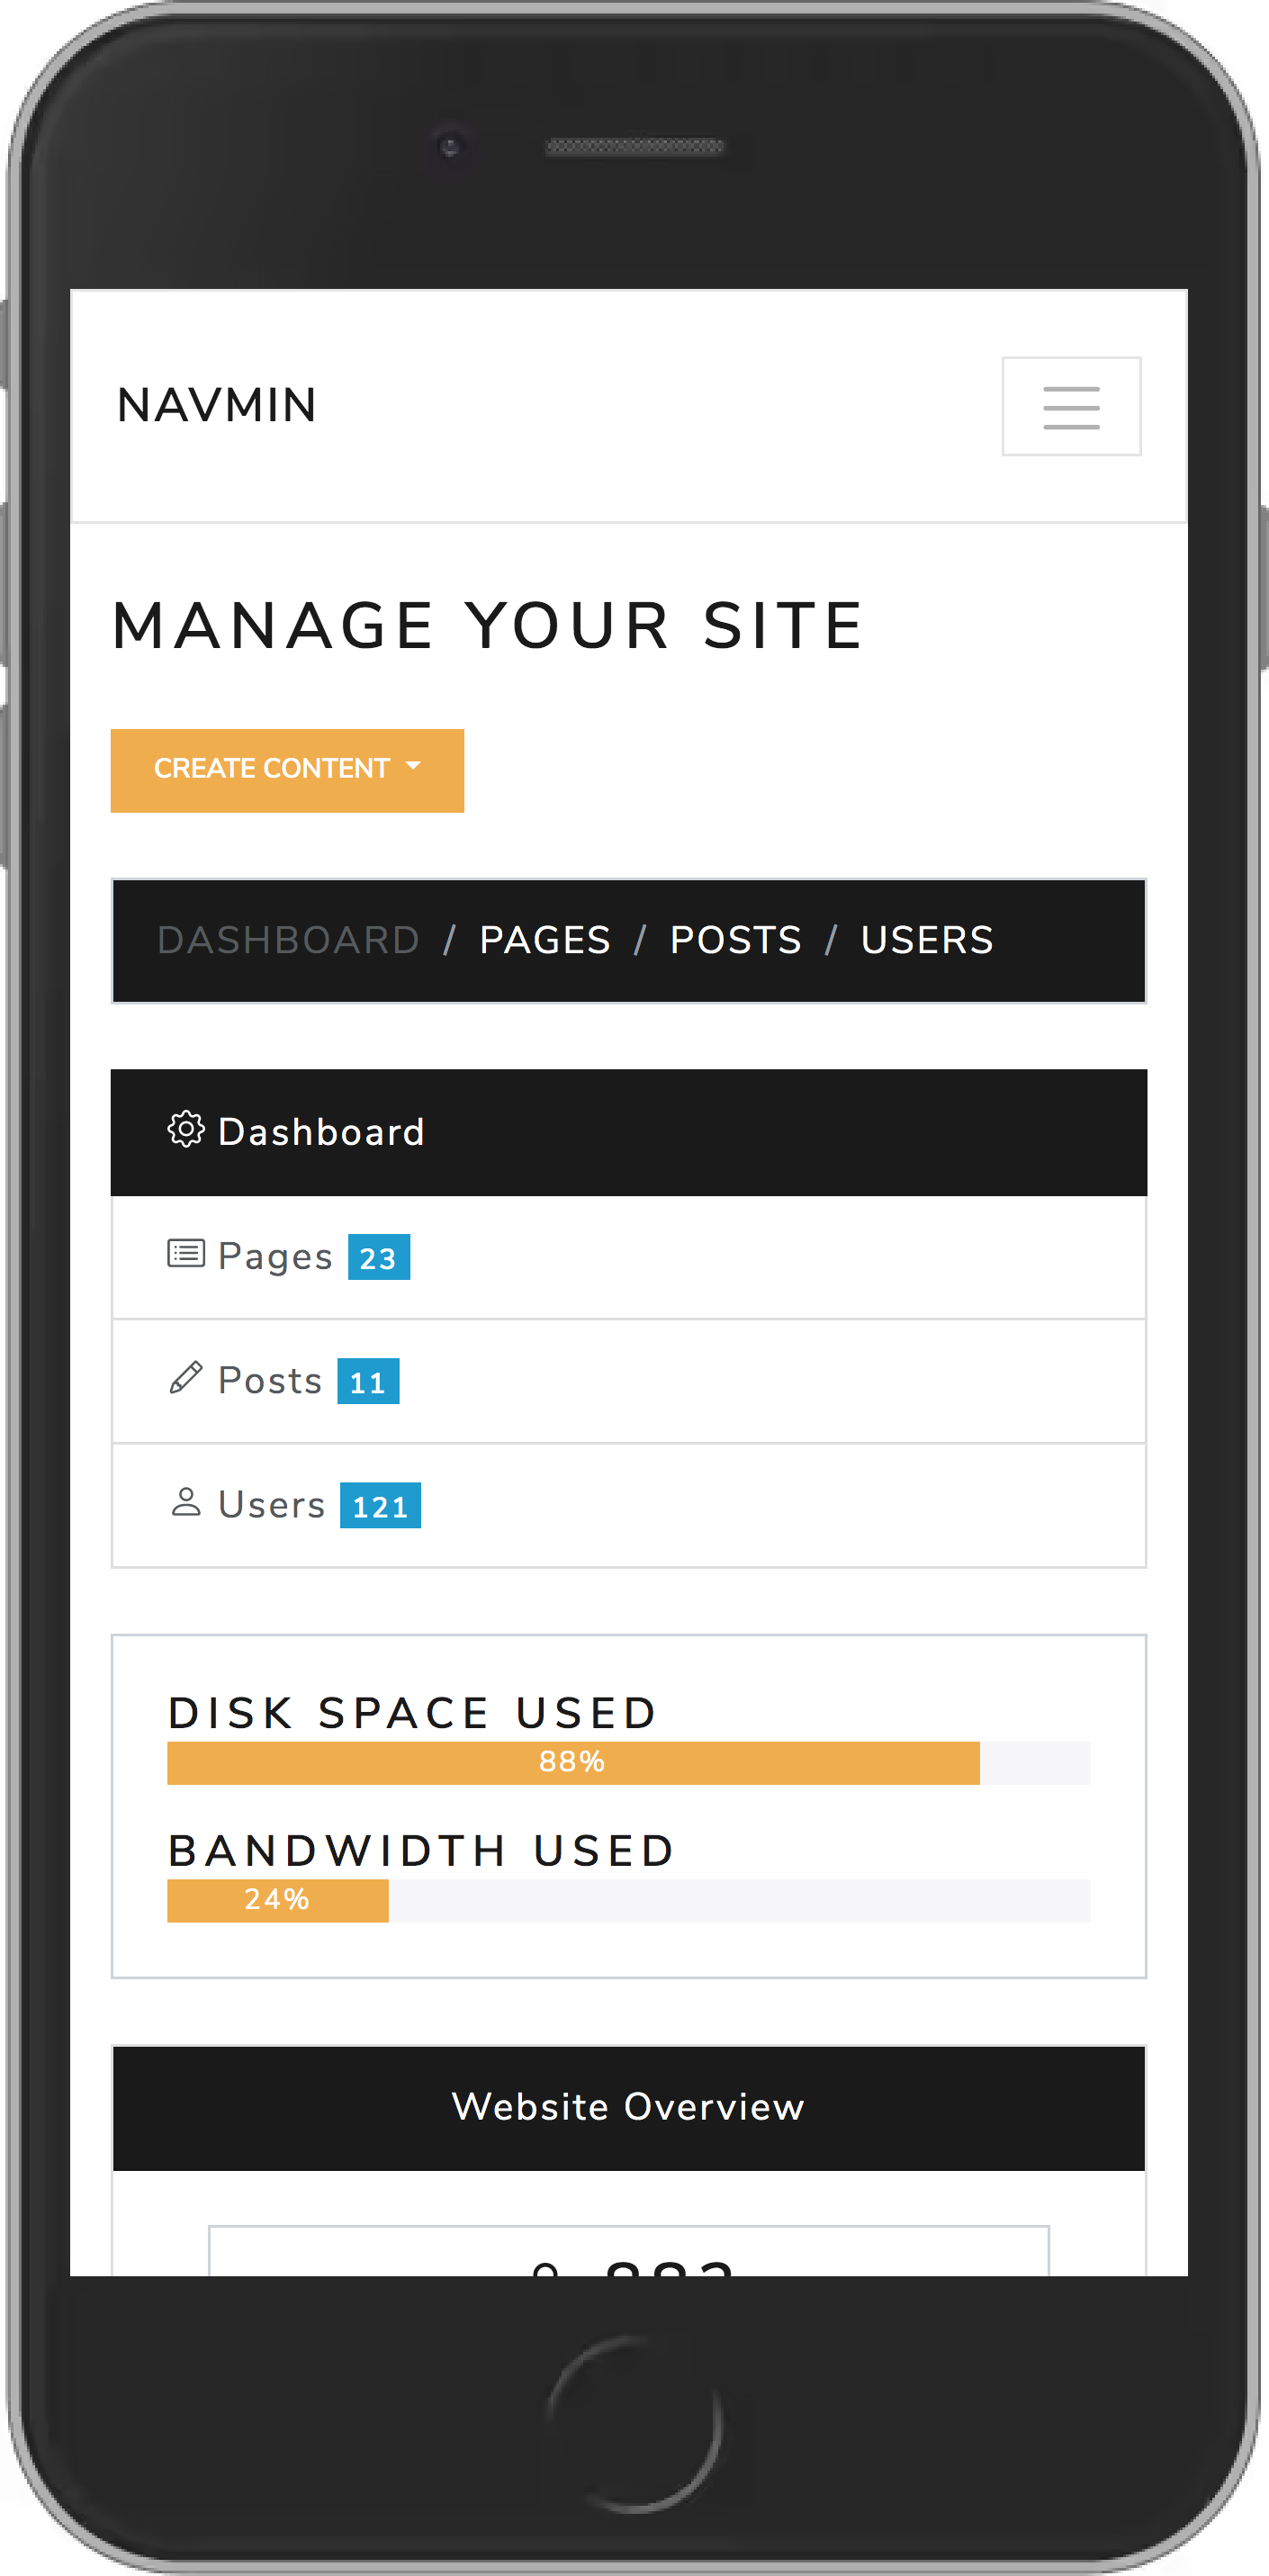 NAVMIN
MANAGE YOUR SITE
CREATE CONTENT
DASHBOARD / PAGES / POSTS / USERS
Dashboard
Pages 23
Posts 11
Users 121
DISK SPACE USED
88%
BANDWIDTH USED
24%
Website Overview